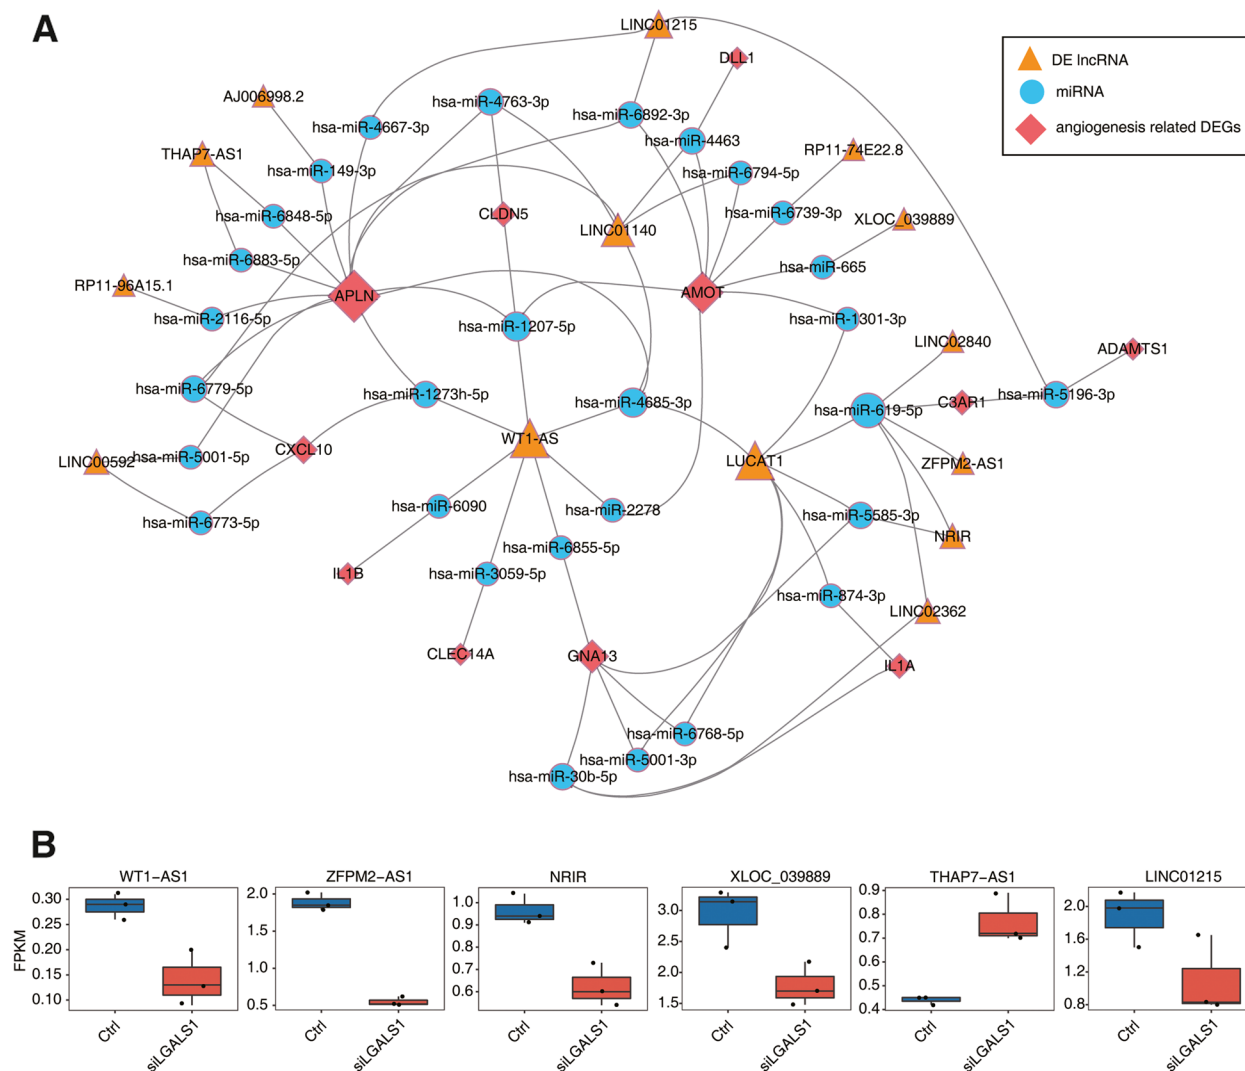 A
LINC01215
DLL1
DE lncRNA
miRNA
angiogenesis related DEGs
AJ006998.2
hsa-miR-4763-3p
hsa-miR-4667-3p
hsa-miR-6892-3p
hsa-miR-4463
THAP7-AS1
hsa-miR-149-3p
RP11-74E22.8
hsa-miR-6794-5p
hsa-miR-6848-5p
CLDN5
hsa-miR-6739-3p
XLOC_039889
LINC01140
hsa-miR-6883-5p
hsa-miR-665
RP11-96A15.1
APLN
AMOT
hsa-miR-2116-5p
hsa-miR-1207-5p
hsa-miR-1301-3p
LINC02840
ADAMTS1
hsa-miR-6779-5p
hsa-miR-1273h-5p
hsa-miR-4685-3p
hsa-miR-619-5p
C3AR1
hsa-miR-5196-3p
WT1-AS
CXCL10
LINC00592
hsa-miR-5001-5p
LUCAT1
ZFPM2-AS1
hsa-miR-6090
hsa-miR-2278
hsa-miR-5585-3p
hsa-miR-6773-5p
NRIR
hsa-miR-6855-5p
IL1B
hsa-miR-3059-5p
hsa-miR-874-3p
LINC02362
CLEC14A
GNA13
IL1A
hsa-miR-6768-5p
hsa-miR-5001-3p
hsa-miR-30b-5p
B
WT1−AS1
FPKM
0.30
0.25
0.20
0.15
0.10
Ctrl
siLGALS1
ZFPM2−AS1
2.0
1.5
1.0
0.5
Ctrl
siLGALS1
NRIR
1.0
0.9
0.8
0.7
0.6
Ctrl
siLGALS1
XLOC_039889
3.0
2.5
2.0
1.5
Ctrl
siLGALS1
THAP7−AS1
0.9
0.8
0.7
0.6
0.5
0.4
Ctrl
siLGALS1
LINC01215
2.0
1.6
1.2
0.8
Ctrl
siLGALS1